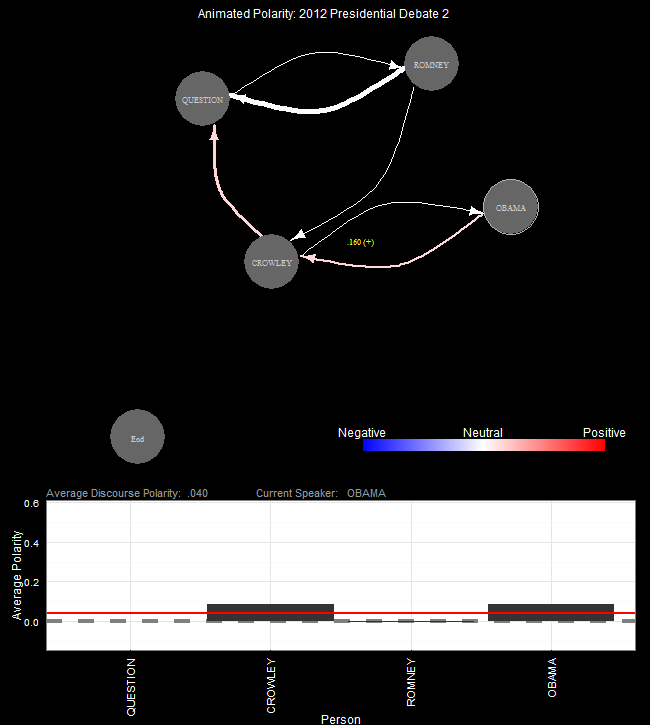 Animated Polarity: 2012 Presidential Debate 2
ROMNEY
QUESTION
OBAMA
.160 (+)
CROWLEY
End
Negative Neutral Positive
Average Discourse Polarity: .040 Current Speaker: OBAMA
0.6
0.4
0.2
0.0
Average Polarity
QUESTION
CROWLEY
ROMNEY
OBAMA
Person